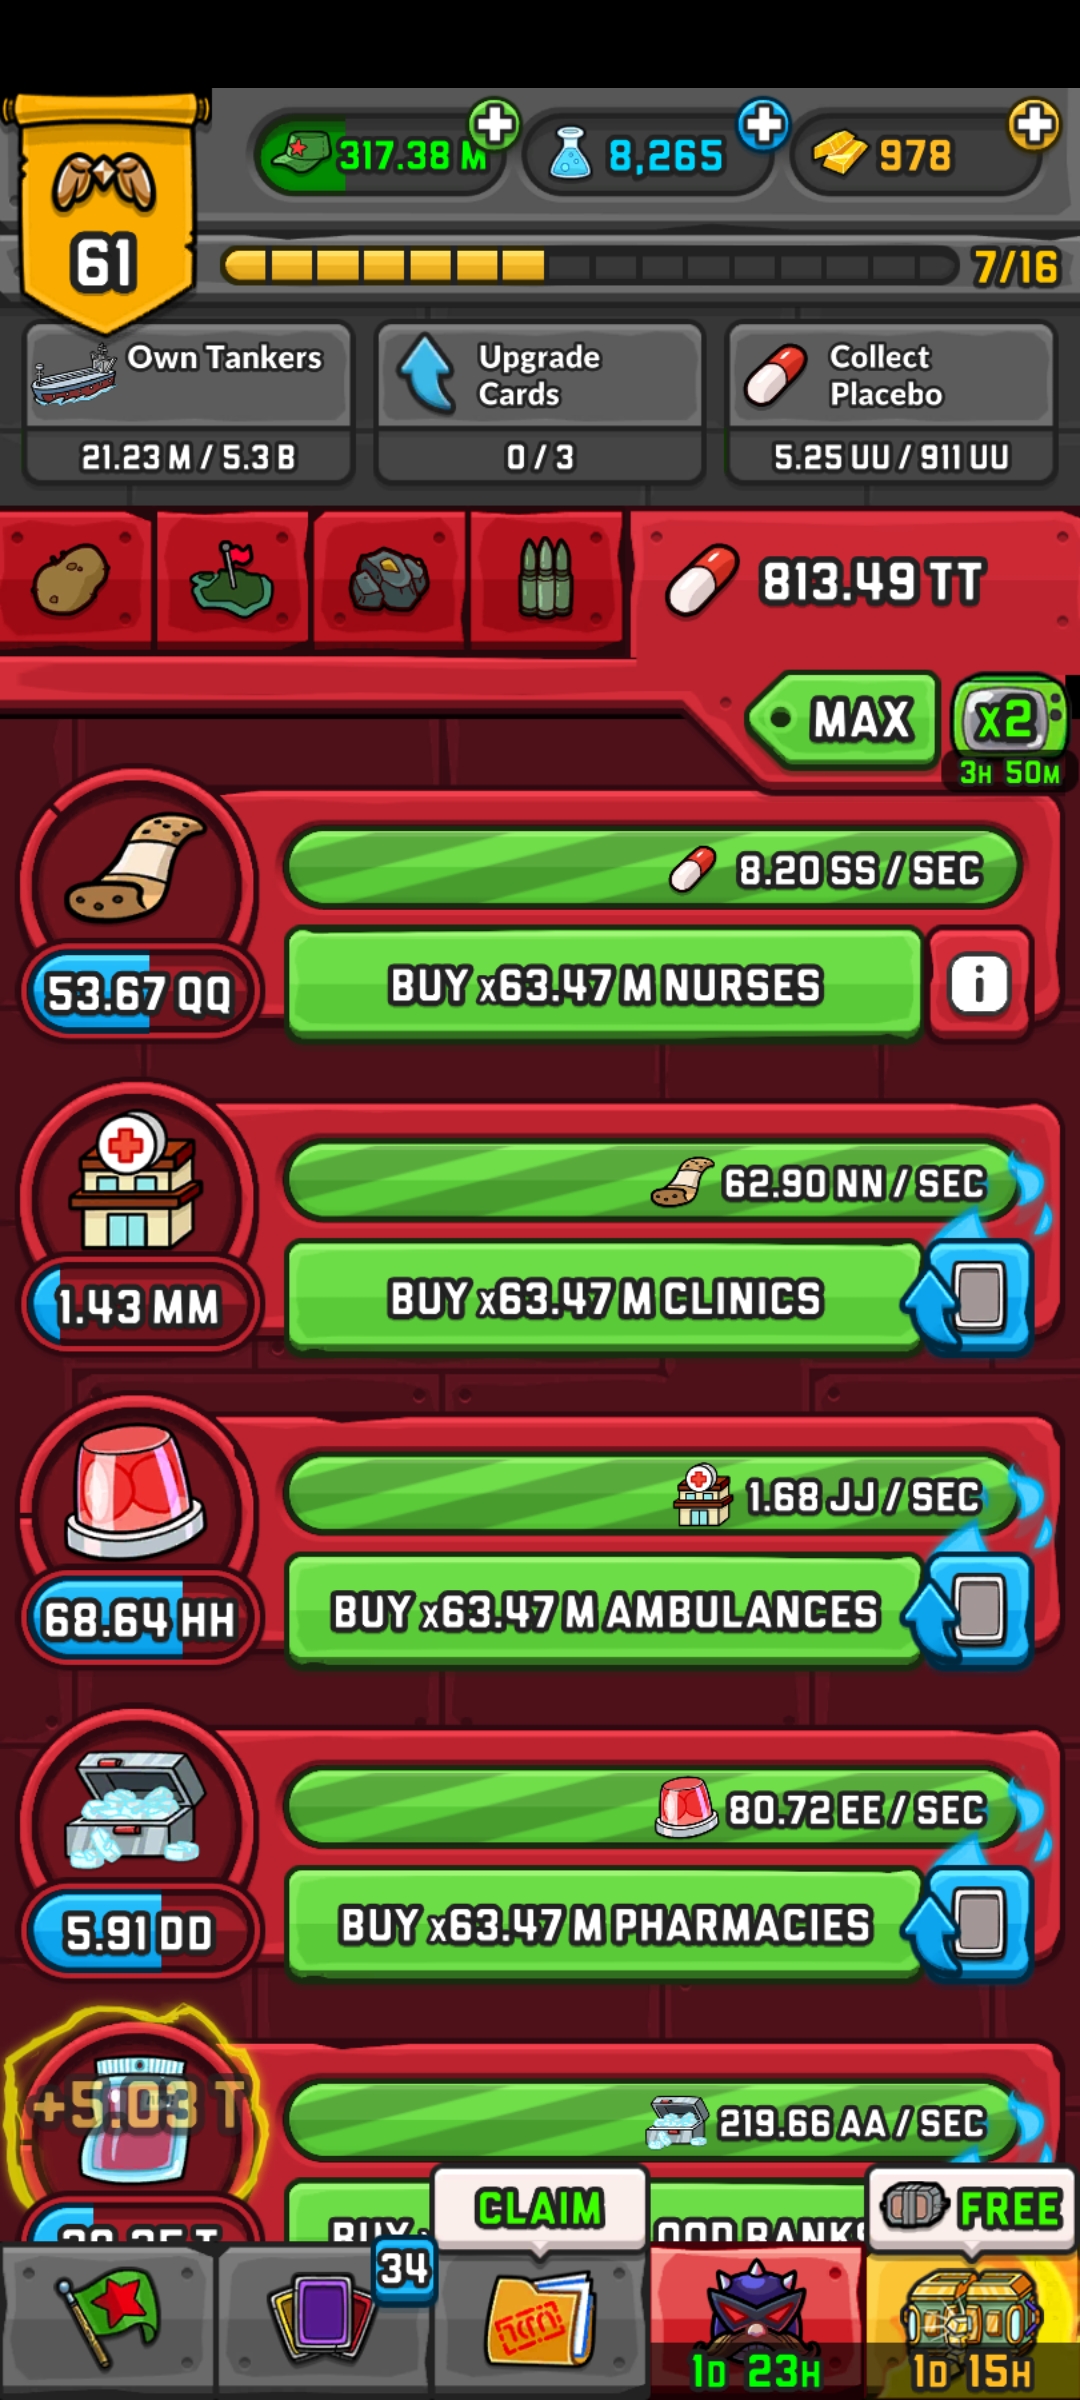 317.38 M
8,265
978
61
7/16
Own Tankers
21.23 M / 5.3 B
Upgrade
Cards
0 / 3
Collect
Placebo
5.25 UU / 911 UU
813.49 TT
MAX
x2
3H 50M
8.20 SS / SEC
53.67 QQ
BUY x63.47 M NURSES
i
62.90 NN / SEC
1.43 MM
BUY x63.47 M CLINICS
1.68 JJ / SEC
68.64 HH
BUY x63.47 M AMBULANCES
80.72 EE / SEC
5.91 DD
BUY x63.47 M PHARMACIES
+5.03 T
219.66 AA / SEC
BUY
CLAIM
FREE
34
1D 23H
1D 15H